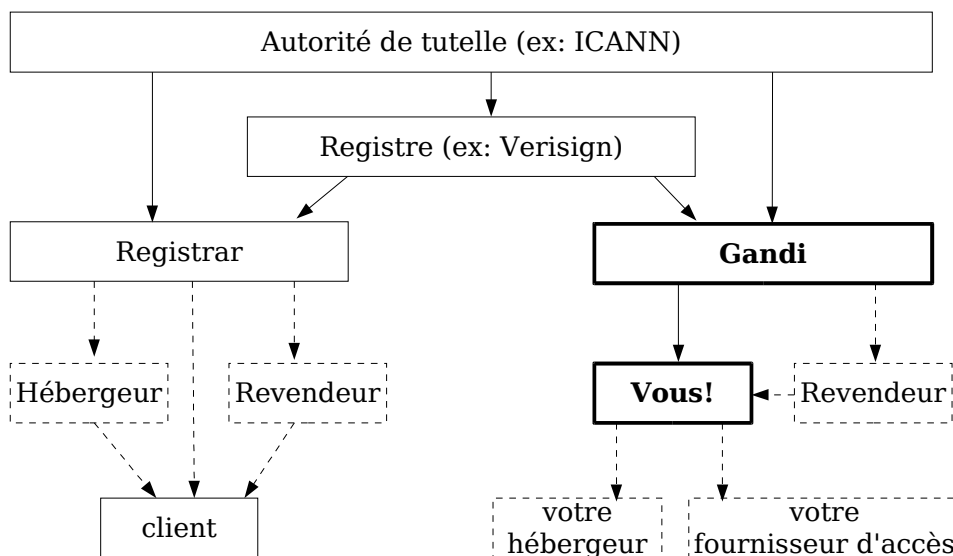 Autorité de tutelle (ex: ICANN)
Registre (ex: Verisign)
Registrar
Gandi
Hébergeur
Revendeur
Vous!
Revendeur
client
votre
hébergeur
votre
fournisseur d'accès